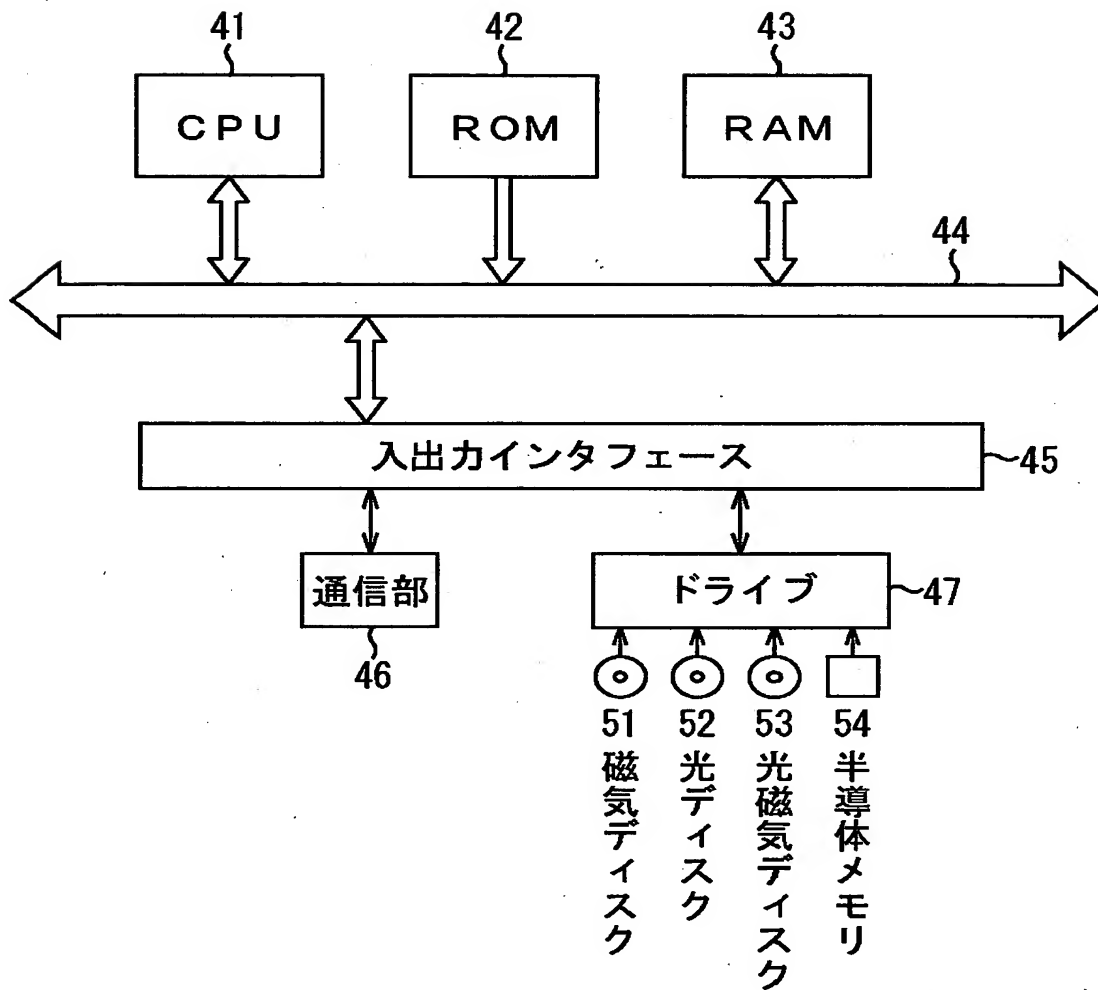 41 42 43
CPU ROM RAM
44
入出力インタフェース 45
通信部 ドライブ 47
46
51 52 53 54
磁気ディスク
光ディスク
光磁気ディスク
半導体メモリ